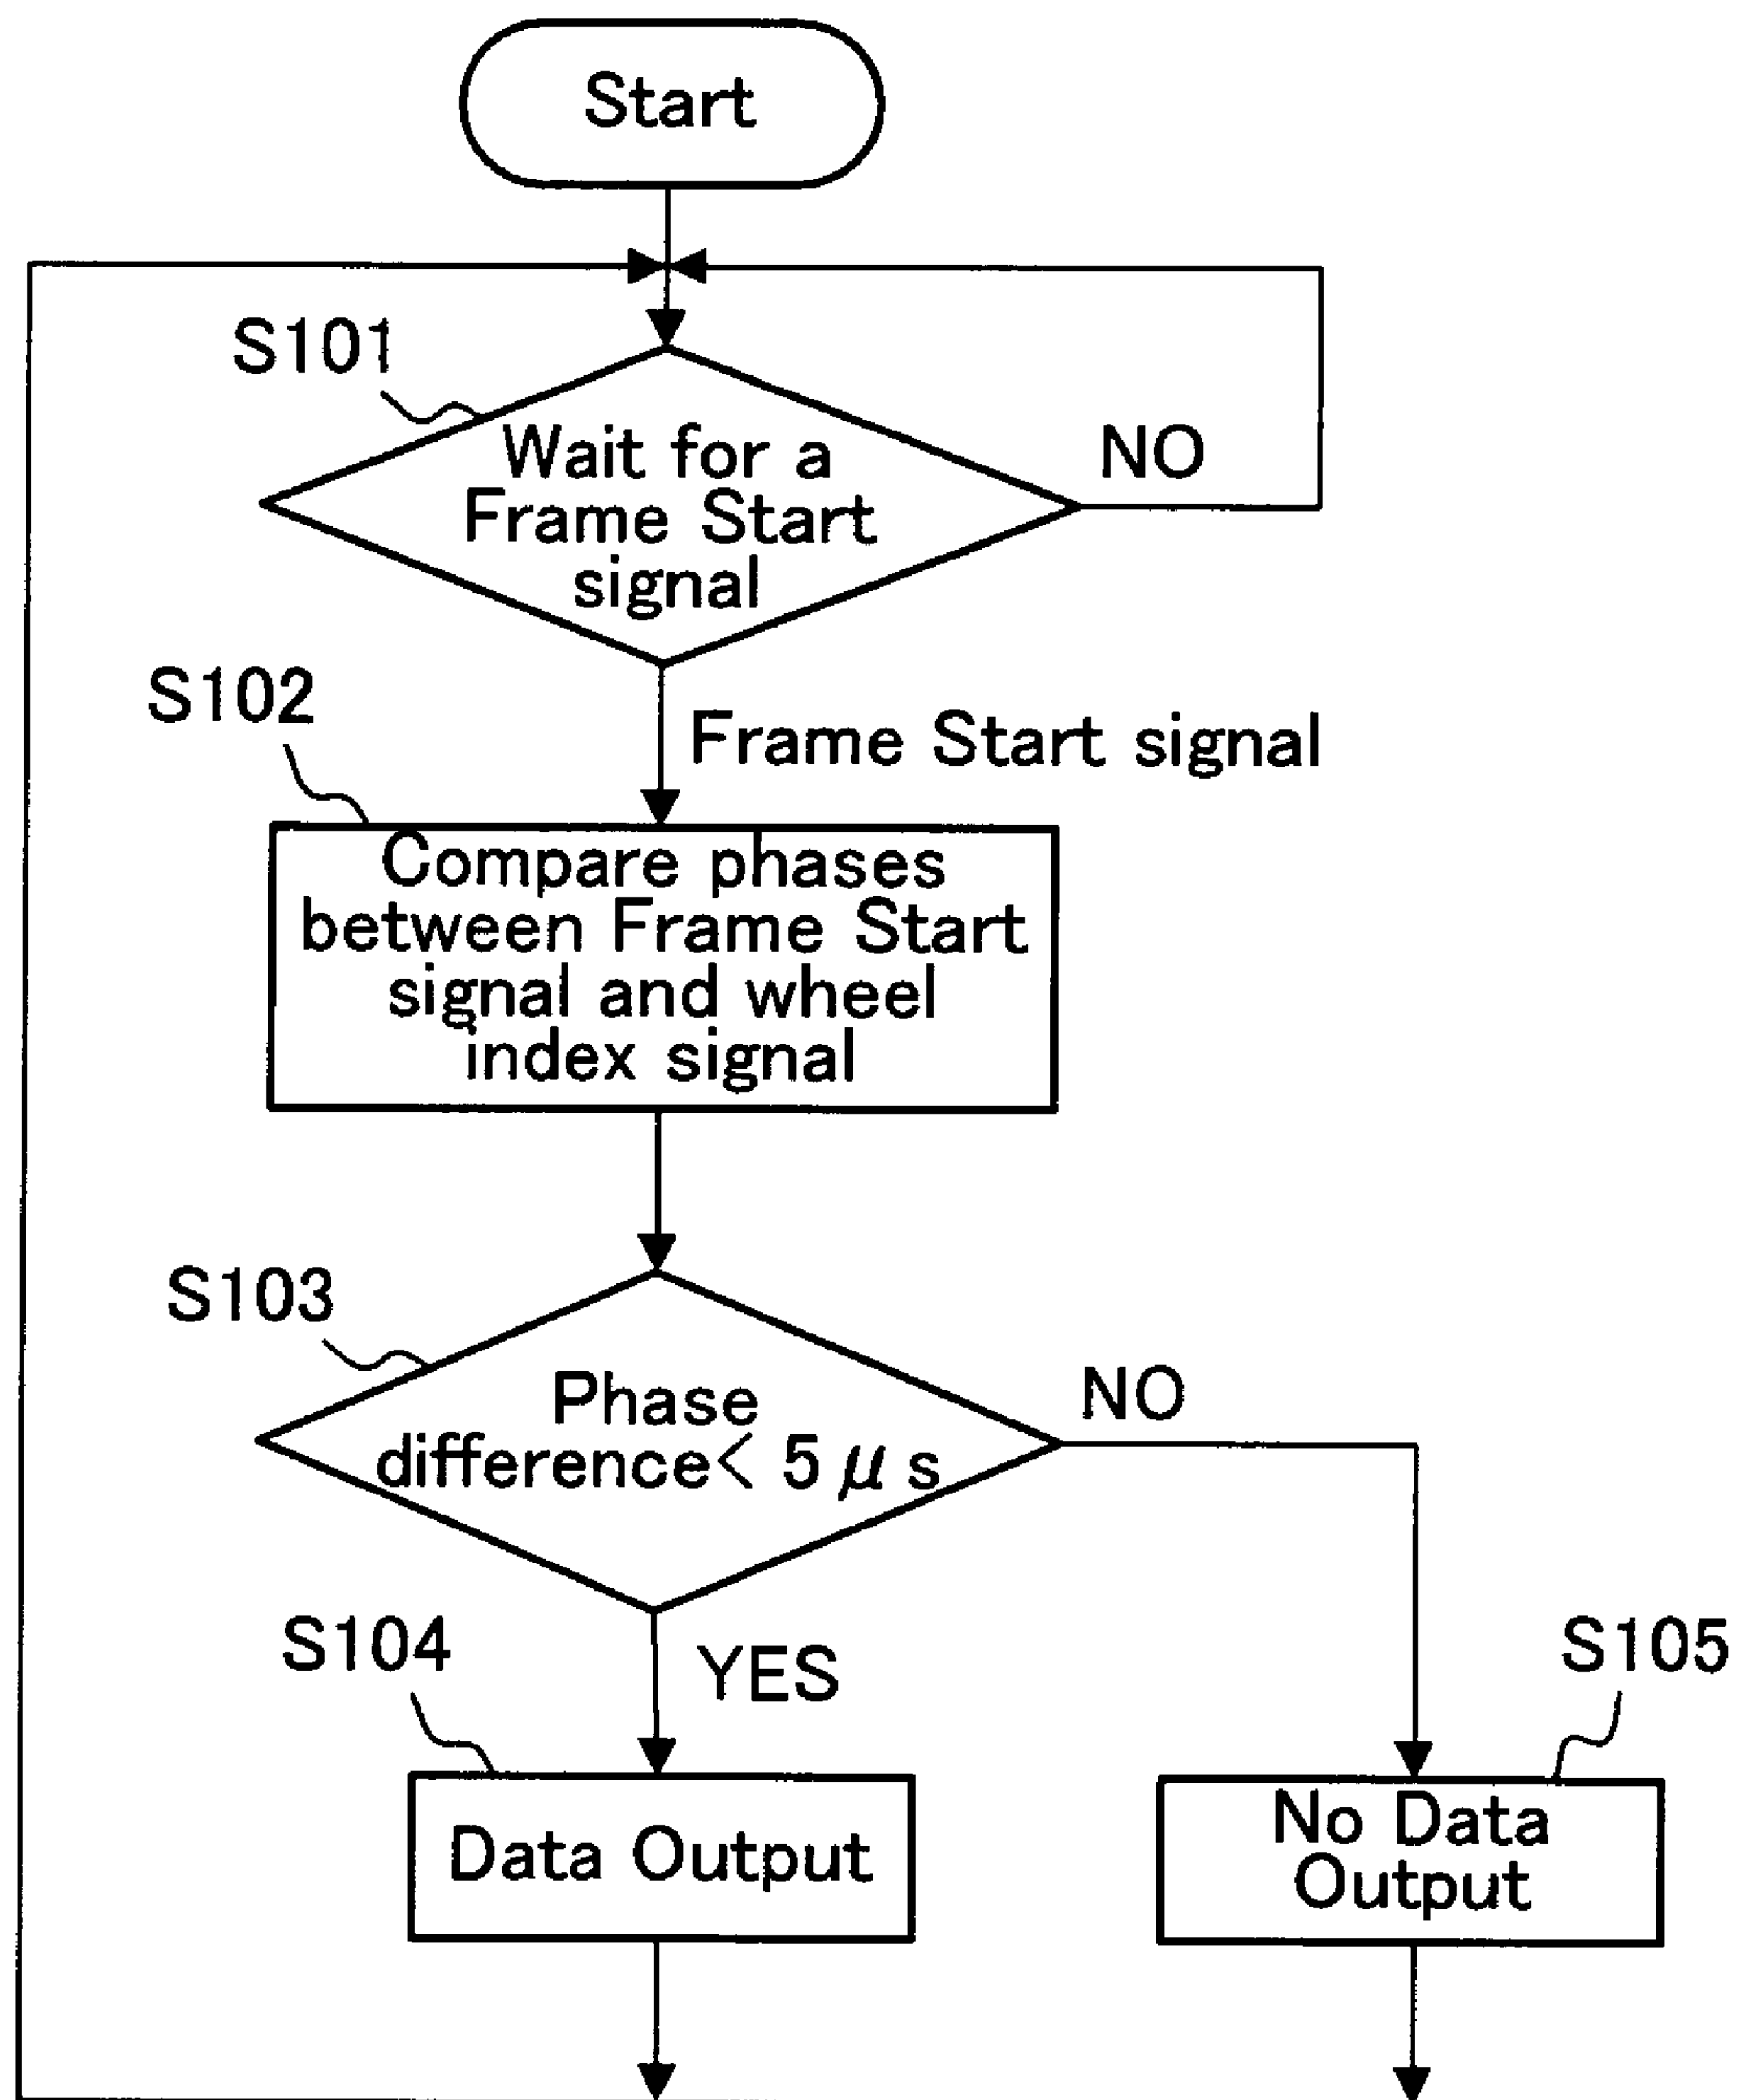 Start
S101
Wait for a
Frame Start
signal
NO
S102
Frame Start signal
Compare phases
between Frame Start
signal and wheel
index signal
S103
Phase
difference< 5 μ s
NO
S104
YES
S105
Data Output
No Data
Output